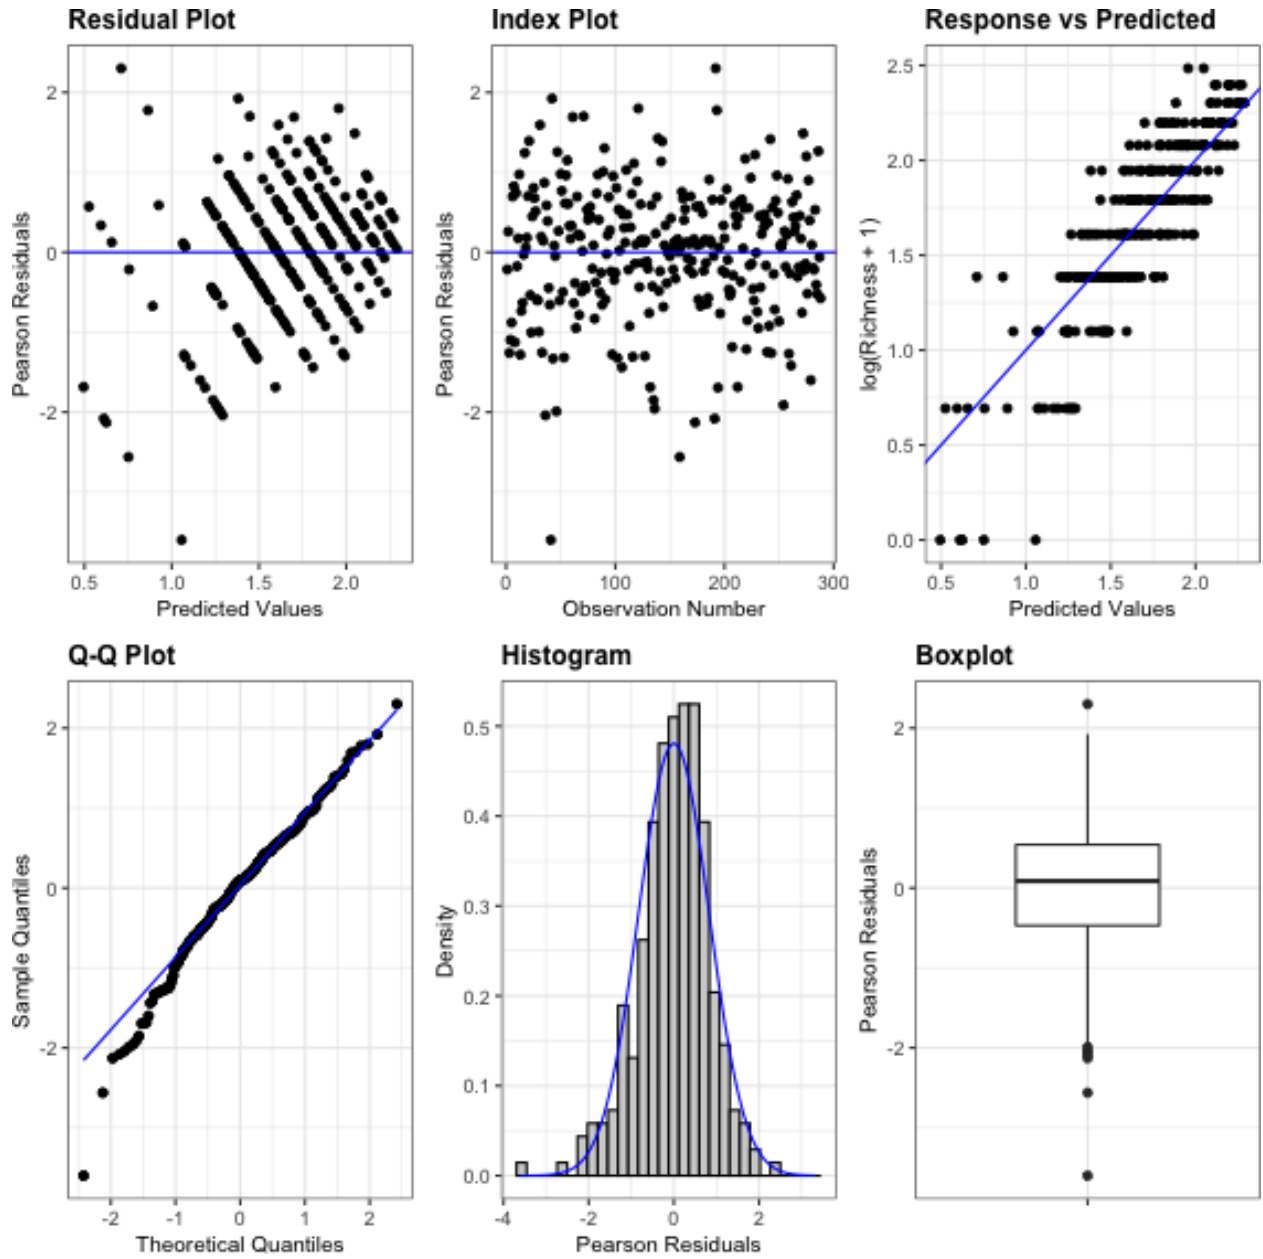 Residual Plot
Index Plot
Response vs Predicted
Pearson Residuals
2
0
-2
0.5 1.0 1.5 2.0
Predicted Values
Pearson Residuals
2
0
-2
0 100 200 300
Observation Number
log(Richness + 1)
2.5
2.0
1.5
1.0
0.5
0.0
0.5 1.0 1.5 2.0
Predicted Values
Q-Q Plot
Histogram
Boxplot
Sample Quantiles
2
0
-2
-2 -1 0 1 2
Theoretical Quantiles
Density
0.5
0.4
0.3
0.2
0.1
0.0
-4 -2 0 2
Pearson Residuals
Pearson Residuals
2
0
-2